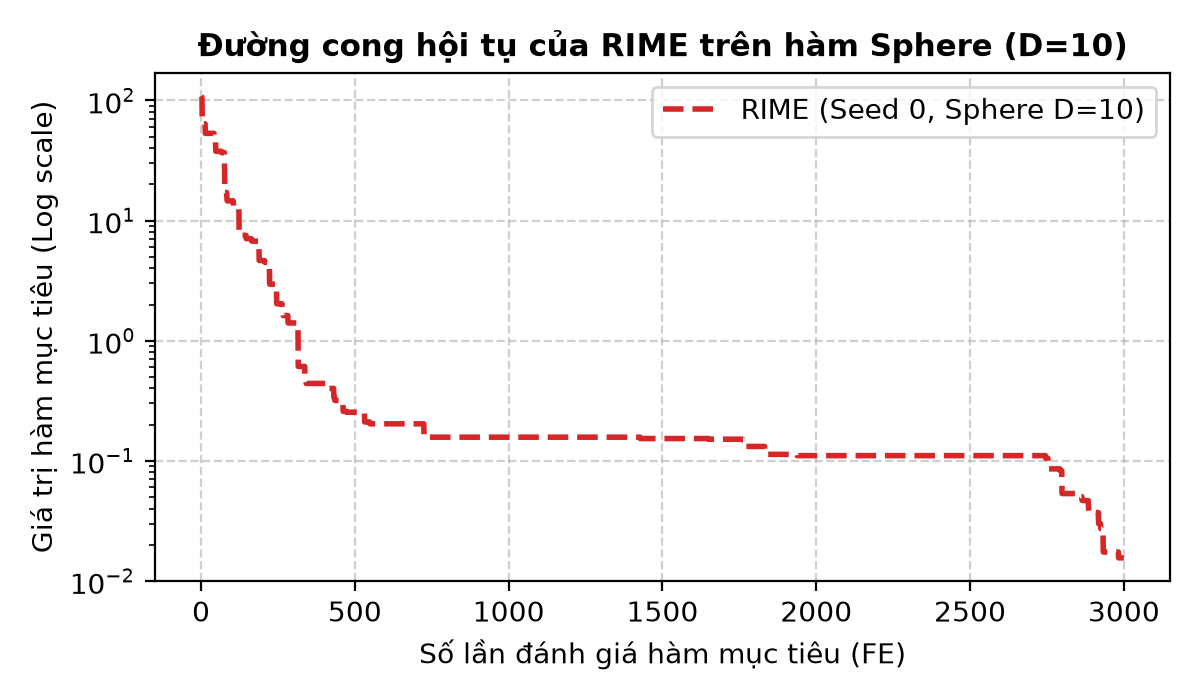 Đường cong hội tụ của RIME trên hàm Sphere (D=10)
RIME (Seed 0, Sphere D=10)
Giá trị hàm mục tiêu (Log scale)
10²
10¹
10⁰
10⁻¹
10⁻²
0 500 1000 1500 2000 2500 3000
Số lần đánh giá hàm mục tiêu (FE)